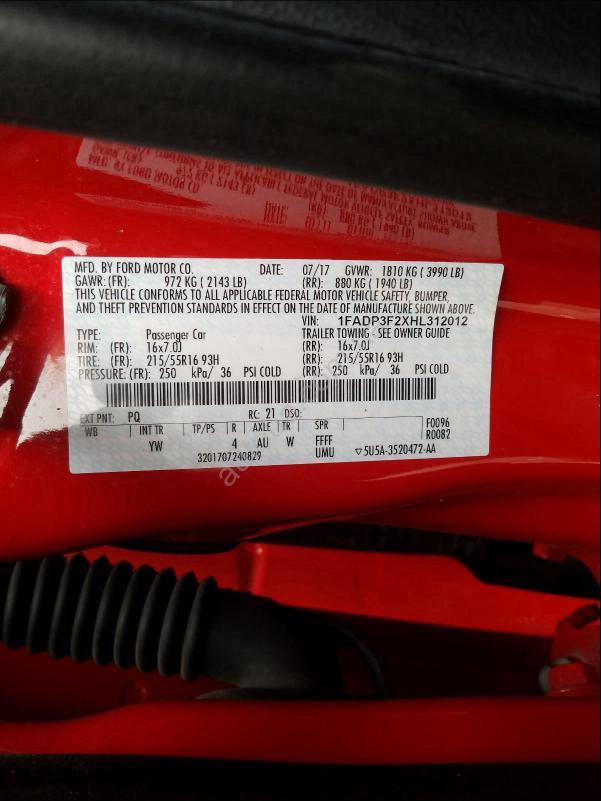 MFD. BY FORD MOTOR CO. DATE: 07/17 GVWR: 1810 KG ( 3990 LB)
GAWR: (FR): 972 KG ( 2143 LB) (RR): 880 KG ( 1940 LB)
THIS VEHICLE CONFORMS TO ALL APPLICABLE FEDERAL MOTOR VEHICLE SAFETY, BUMPER,
AND THEFT PREVENTION STANDARDS IN EFFECT ON THE DATE OF MANUFACTURE SHOWN ABOVE.
VIN: 1FADP3F2XHL312012
TYPE: Passenger Car TRAILER TOWING - SEE OWNER GUIDE
RIM: (FR): 16x7.0J (RR): 16x7.0J
TIRE: (FR): 215/55R16 93H (RR): 215/55R16 93H
PRESSURE: (FR): 250 kPa/ 36 PSI COLD (RR): 250 kPa/ 36 PSI COLD
EXT PNT: PQ RC: 21 DSO: F0096
WB INT TR TP/PS R AXLE TR SPR R0082
YW 4 AU W FFFF
3201707240829 UMU ▽5U5A-3520472-AA